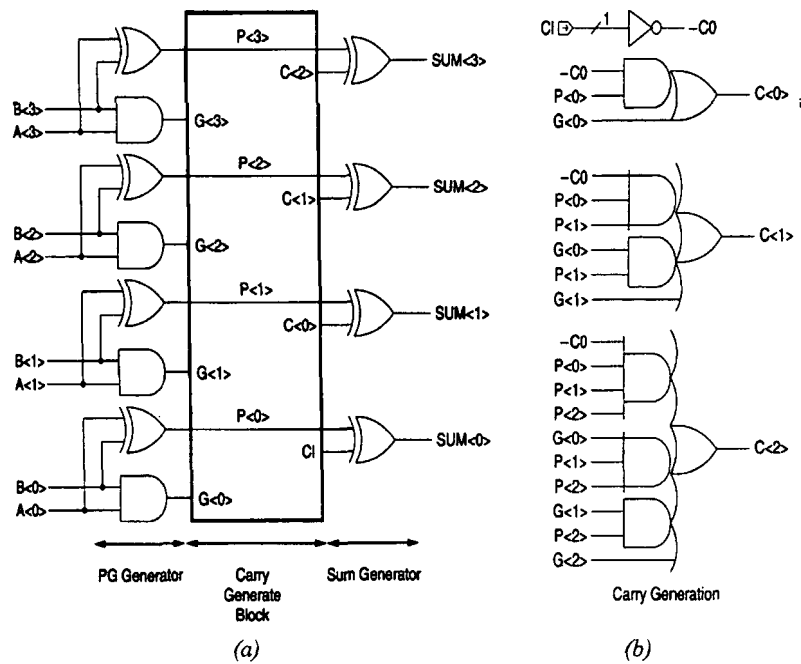 P<3>
C<2>
SUM<3>
B<3>
A<3>
G<3>
P<2>
C<1>
SUM<2>
B<2>
A<2>
G<2>
P<1>
C<0>
SUM<1>
B<1>
A<1>
G<1>
P<0>
CI
SUM<0>
B<0>
A<0>
G<0>
PG Generator
Carry
Generate
Block
Sum Generator
(a)
CI
1
-C0
-C0
P<0>
G<0>
C<0>
-C0
P<0>
P<1>
G<0>
P<1>
G<1>
C<1>
-C0
P<0>
P<1>
P<2>
G<0>
P<1>
P<2>
G<1>
P<2>
G<2>
C<2>
Carry Generation
(b)